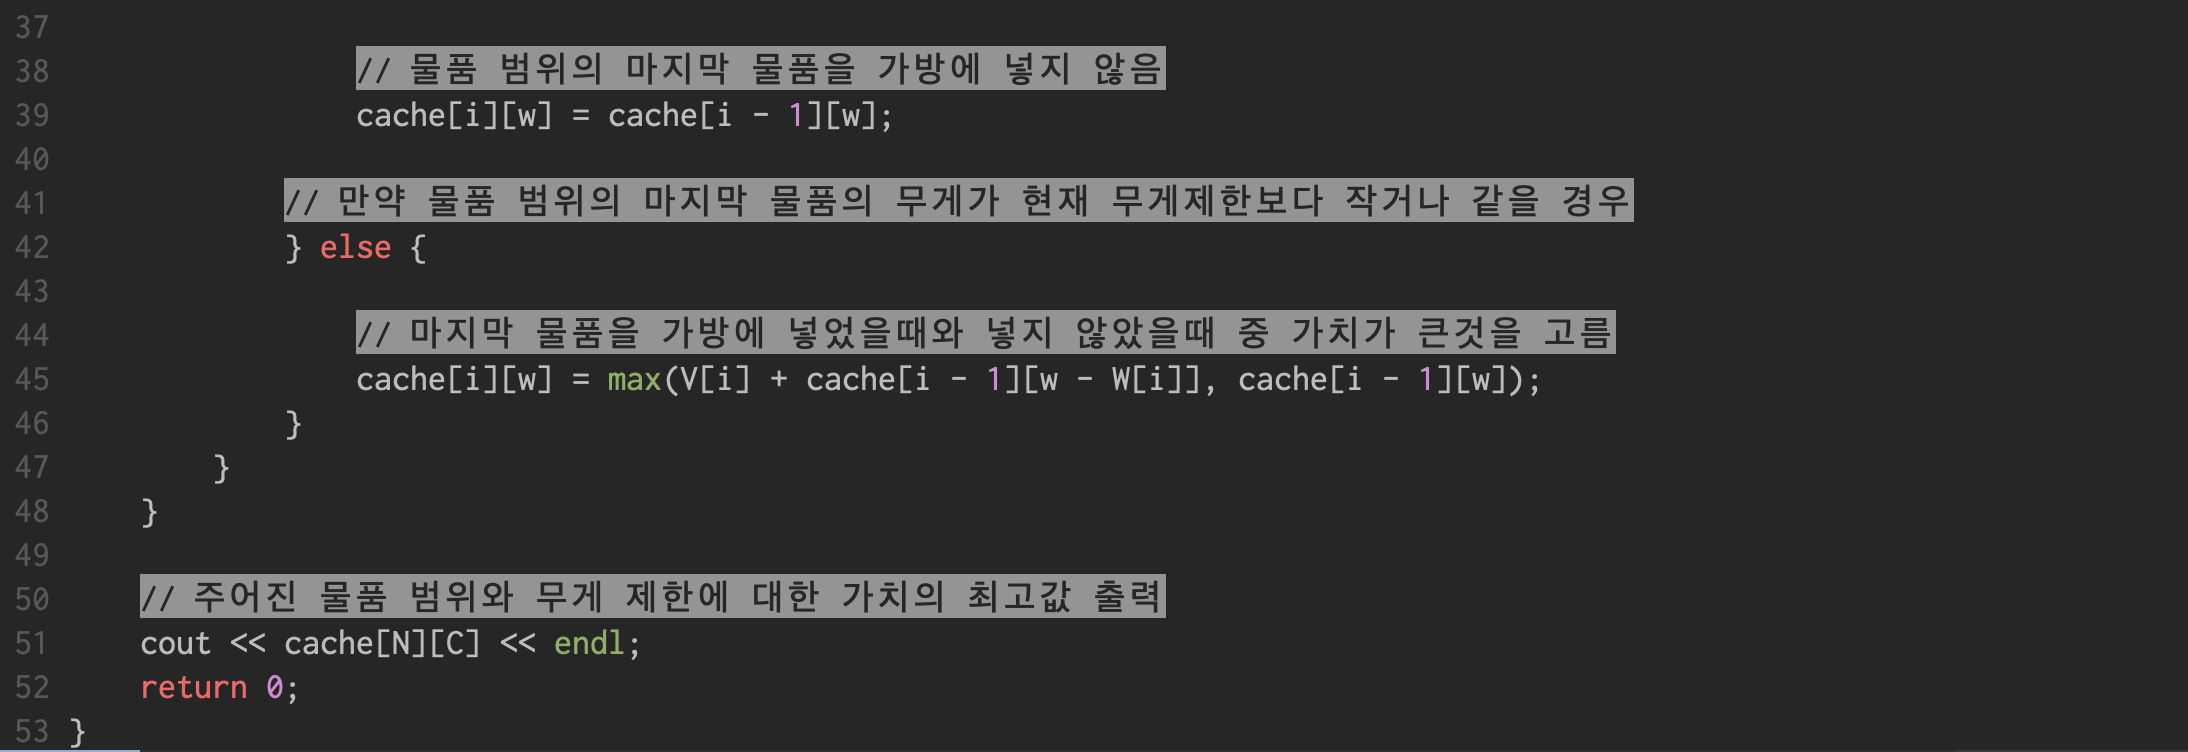 37
38 // 물품 범위의 마지막 물품을 가방에 넣지 않음
39 cache[i][w] = cache[i - 1][w];
40
41 // 만약 물품 범위의 마지막 물품의 무게가 현재 무게제한보다 작거나 같을 경우
42 } else {
43
44 // 마지막 물품을 가방에 넣었을때와 넣지 않았을때 중 가치가 큰것을 고름
45 cache[i][w] = max(V[i] + cache[i - 1][w - W[i]], cache[i - 1][w]);
46 }
47 }
48 }
49
50 // 주어진 물품 범위와 무게 제한에 대한 가치의 최고값 출력
51 cout << cache[N][C] << endl;
52 return 0;
53 }